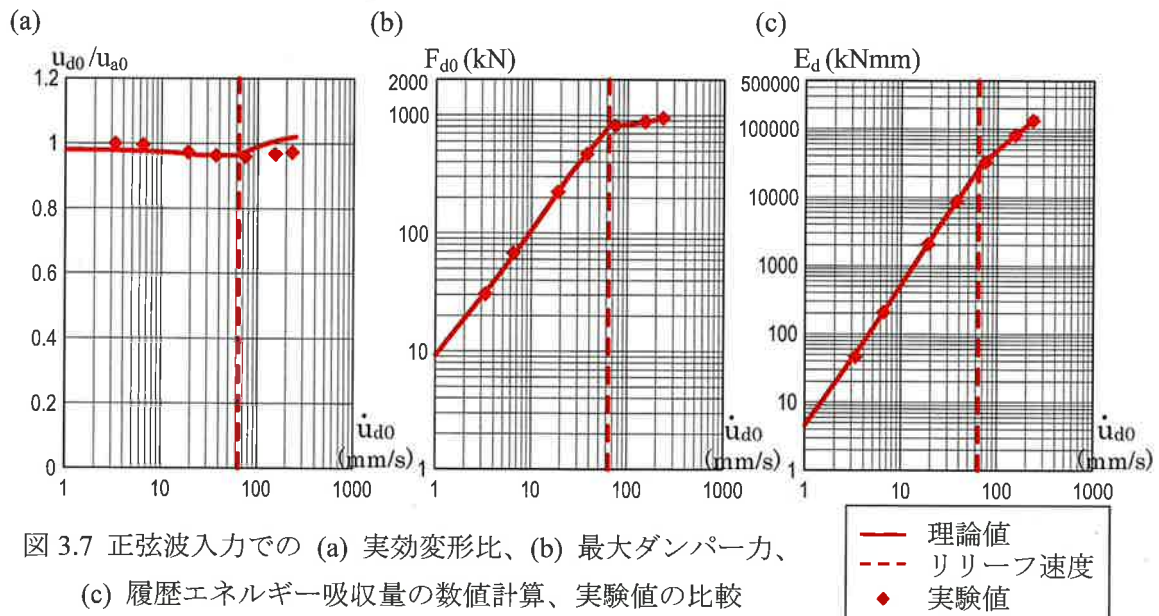 (a)
u_d0 /u_a0
1.2
1
0.8
0.6
0.4
0.2
0
1
10
100
1000
u̇_d0
(mm/s)
(b)
F_d0 (kN)
2000
1000
100
10
1
1
10
100
1000
u̇_d0
(mm/s)
(c)
E_d (kNmm)
500000
100000
10000
1000
100
10
1
1
10
100
1000
u̇_d0
(mm/s)
理論値
リリーフ速度
実験値
図 3.7 正弦波入力での (a) 実効変形比、(b) 最大ダンパー力、
(c) 履歴エネルギー吸収量の数値計算、実験値の比較